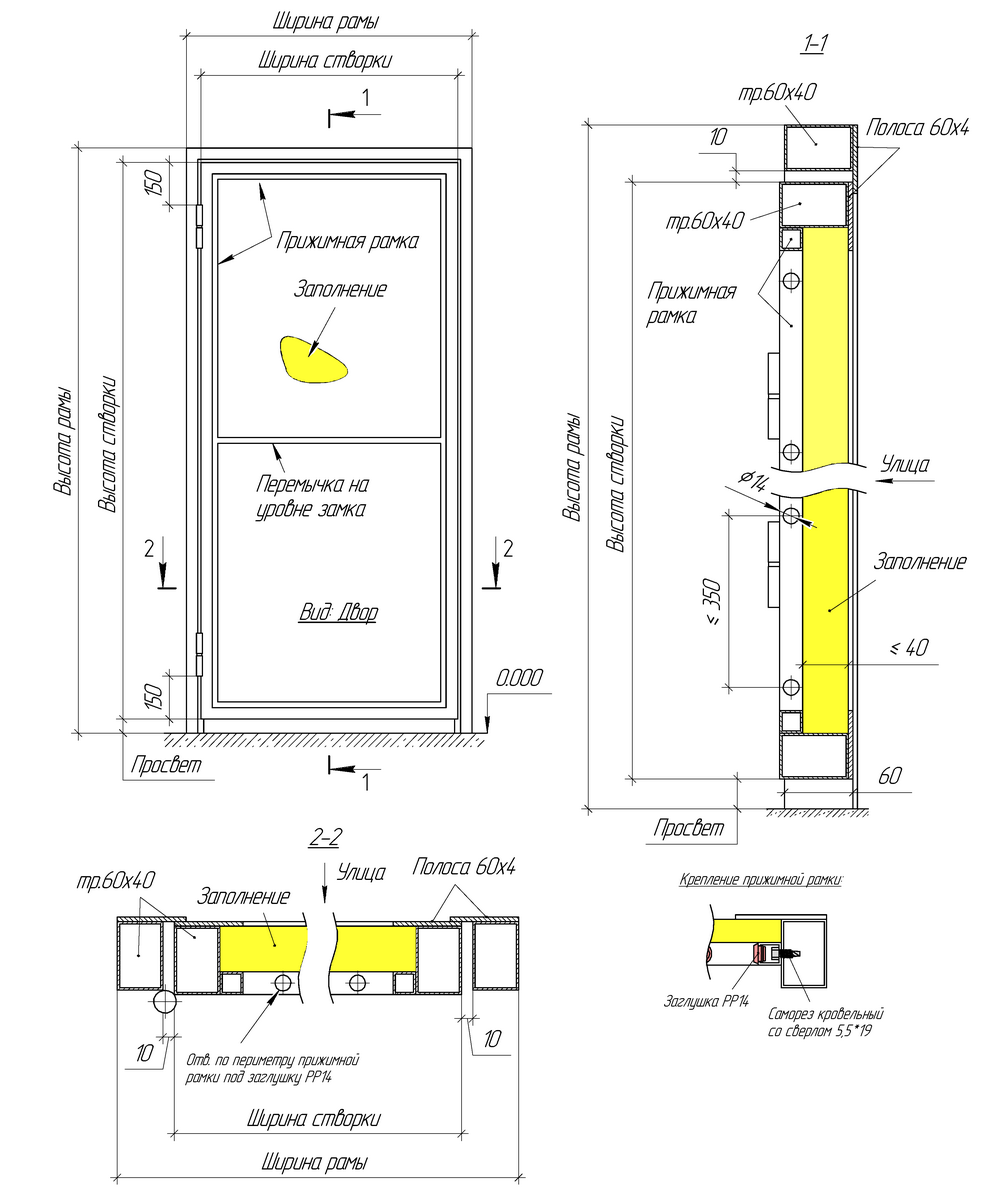 Ширина рамы
Ширина створки
1
150
Прижимная рамка
Заполнение
Высота рамы
Высота створки
Перемычка на
уровне замка
2
2
Вид: Двор
150
0.000
Просвет
1
1-1
тр.60х40
Полоса 60х4
10
тр.60х40
Прижимная
рамка
Высота рамы
Высота створки
Улица
⌀14
Заполнение
≤ 350
≤ 40
60
Просвет
2-2
Улица
Полоса 60х4
тр.60х40
Заполнение
10
10
Отв. по периметру прижимной
рамки под заглушку РР14
Ширина створки
Ширина рамы
Крепление прижимной рамки:
Заглушка РР14
Саморез кровельный
со сверлом 5,5*19